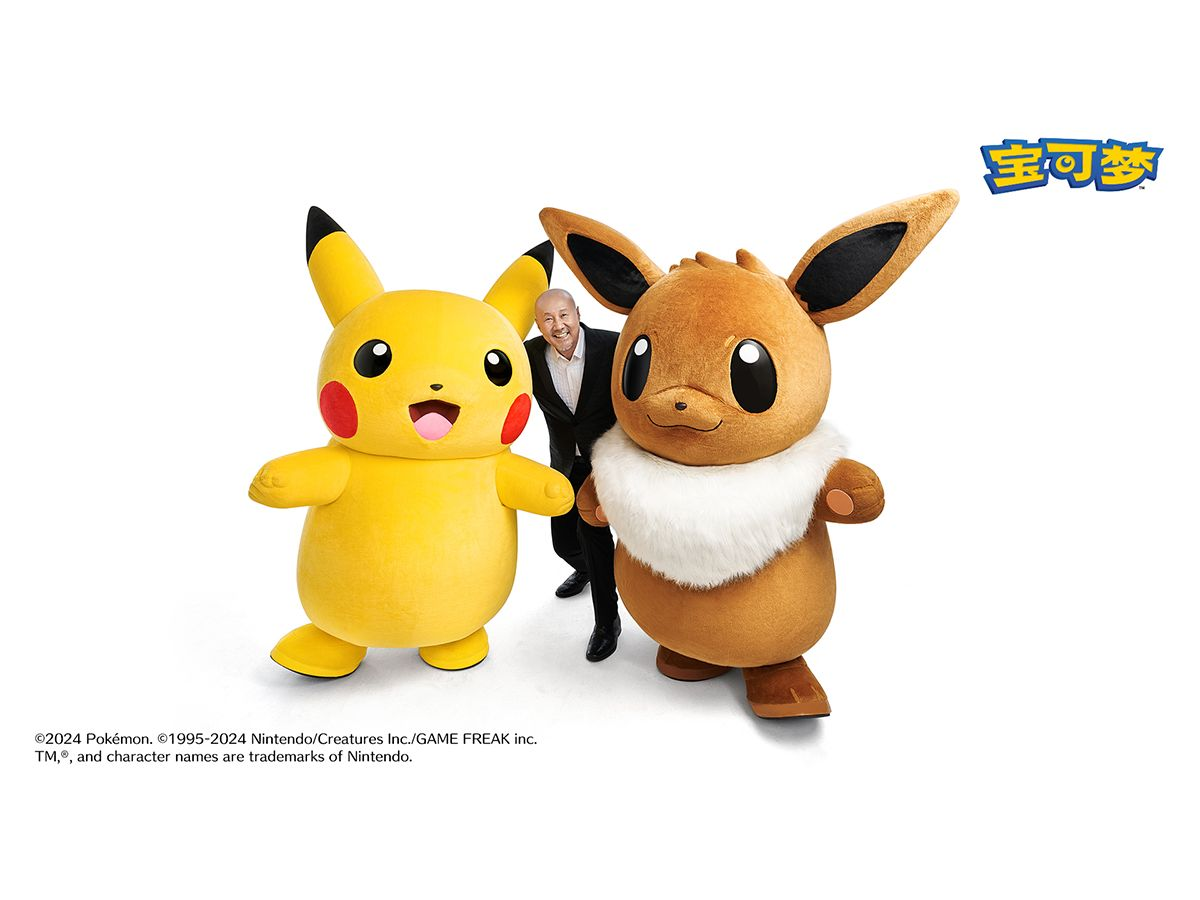 宝可梦
TM
©2024 Pokémon. ©1995-2024 Nintendo/Creatures Inc./GAME FREAK inc.
TM,®, and character names are trademarks of Nintendo.